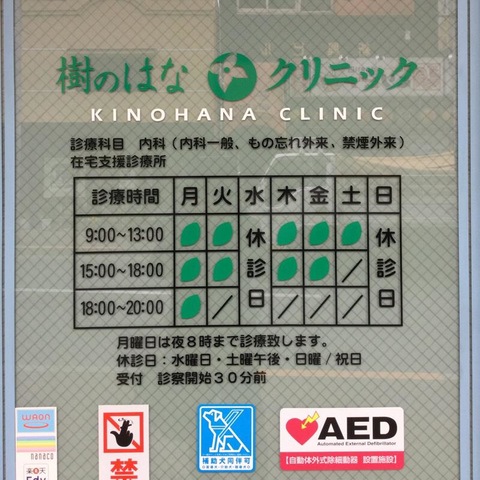 樹のはな クリニック
KINOHANA CLINIC
診療科目 内科（内科一般、もの忘れ外来、禁煙外来）
在宅支援診療所
診療時間 月 火 水 木 金 土 日
9:00~13:00 休診日 休診日
15:00~18:00 ／
18:00~20:00 ／ ／ ／ ／
月曜日は夜8時まで診療致します。
休診日：水曜日・土曜午後・日曜/祝日
受付 診察開始30分前
WAON
nanaco
楽天
Edy
禁
補助犬同伴可
AED
Automated External Defibrillator
【自動体外式除細動器 設置施設】